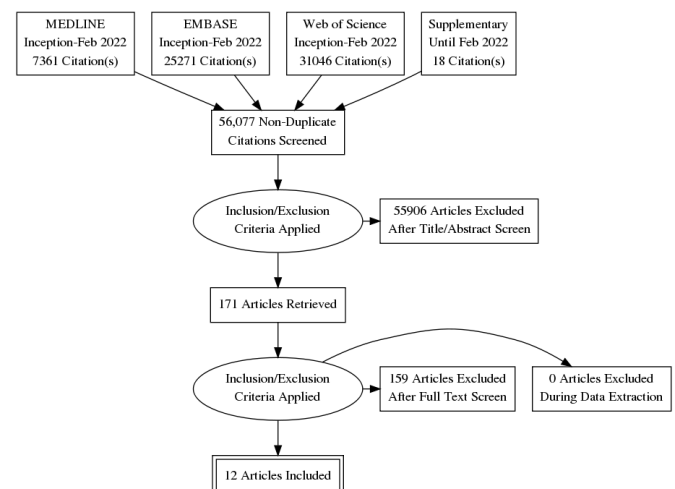 MEDLINE
Inception-Feb 2022
7361 Citation(s)
EMBASE
Inception-Feb 2022
25271 Citation(s)
Web of Science
Inception-Feb 2022
31046 Citation(s)
Supplementary
Until Feb 2022
18 Citation(s)
56,077 Non-Duplicate
Citations Screened
Inclusion/Exclusion
Criteria Applied
55906 Articles Excluded
After Title/Abstract Screen
171 Articles Retrieved
Inclusion/Exclusion
Criteria Applied
159 Articles Excluded
After Full Text Screen
0 Articles Excluded
During Data Extraction
12 Articles Included